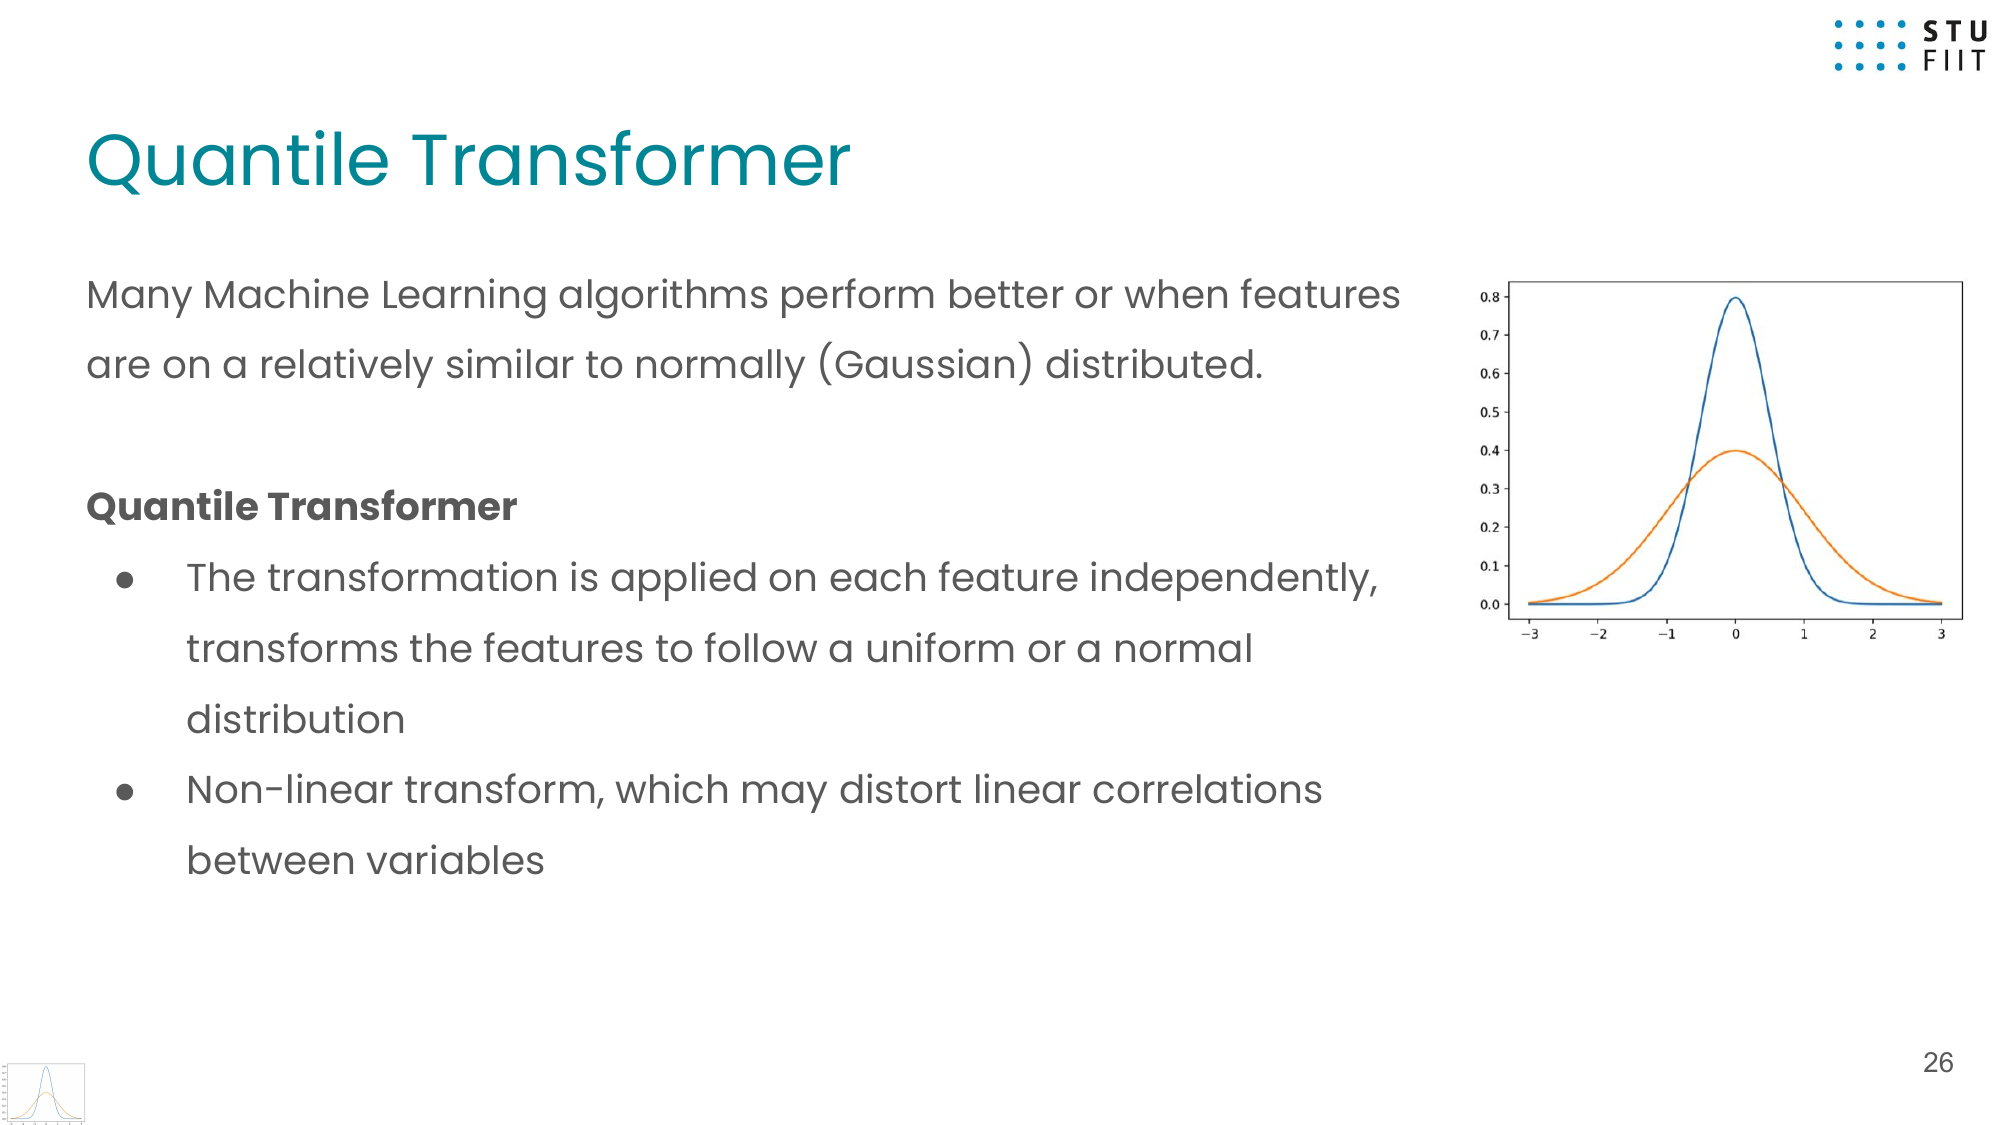 STU
FIIT
Quantile Transformer
Many Machine Learning algorithms perform better or when features
are on a relatively similar to normally (Gaussian) distributed.
Quantile Transformer
● The transformation is applied on each feature independently,
transforms the features to follow a uniform or a normal
distribution
● Non-linear transform, which may distort linear correlations
between variables
0.8
0.7
0.6
0.5
0.4
0.3
0.2
0.1
0.0
−3 −2 −1 0 1 2 3
26